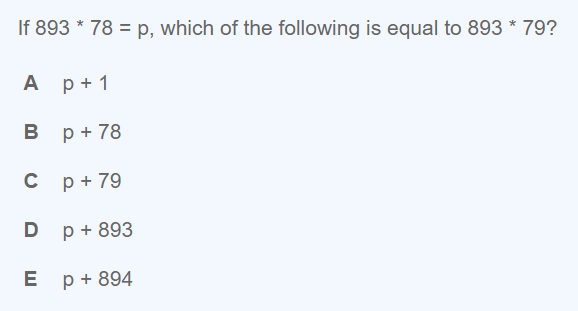 If 893 * 78 = p, which of the following is equal to 893 * 79?
A p + 1
B p + 78
C p + 79
D p + 893
E p + 894